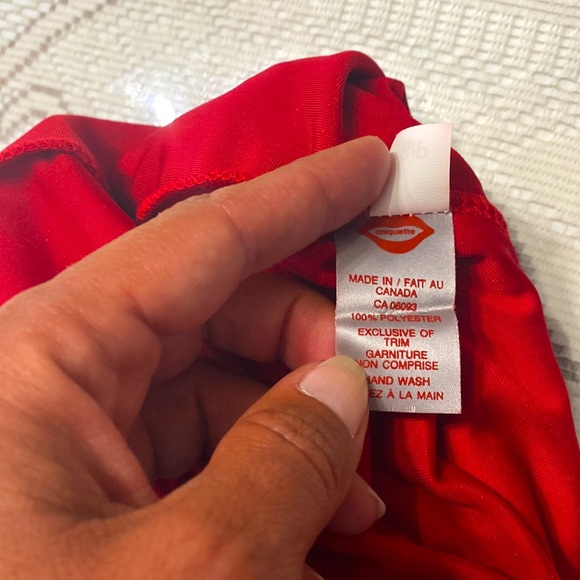 coquette
MADE IN / FAIT AU
CANADA
CA 06093
100% POLYESTER
EXCLUSIVE OF
TRIM
GARNITURE
NON COMPRISE
HAND WASH
EZ À LA MAIN